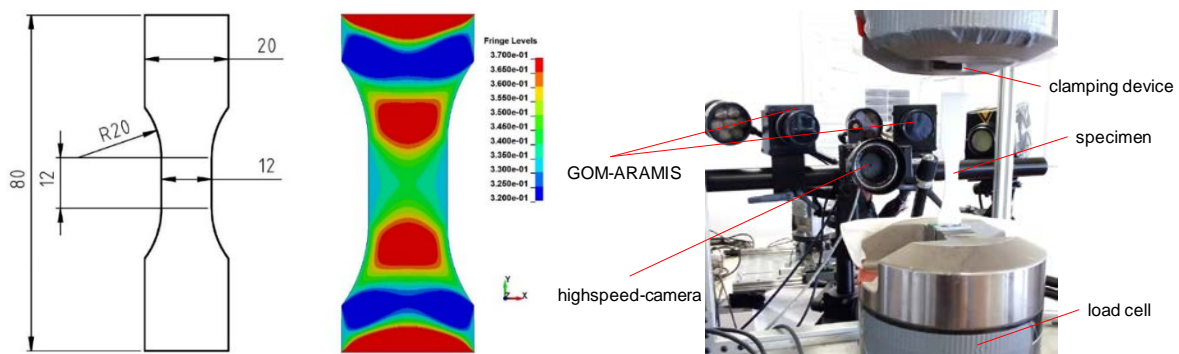 20
R20
80
12
12
Fringe Levels
3.700e-01
3.650e-01
3.600e-01
3.550e-01
3.500e-01
3.450e-01
3.400e-01
3.350e-01
3.300e-01
3.250e-01
3.200e-01
Y
Z
X
clamping device
specimen
GOM-ARAMIS
highspeed-camera
load cell